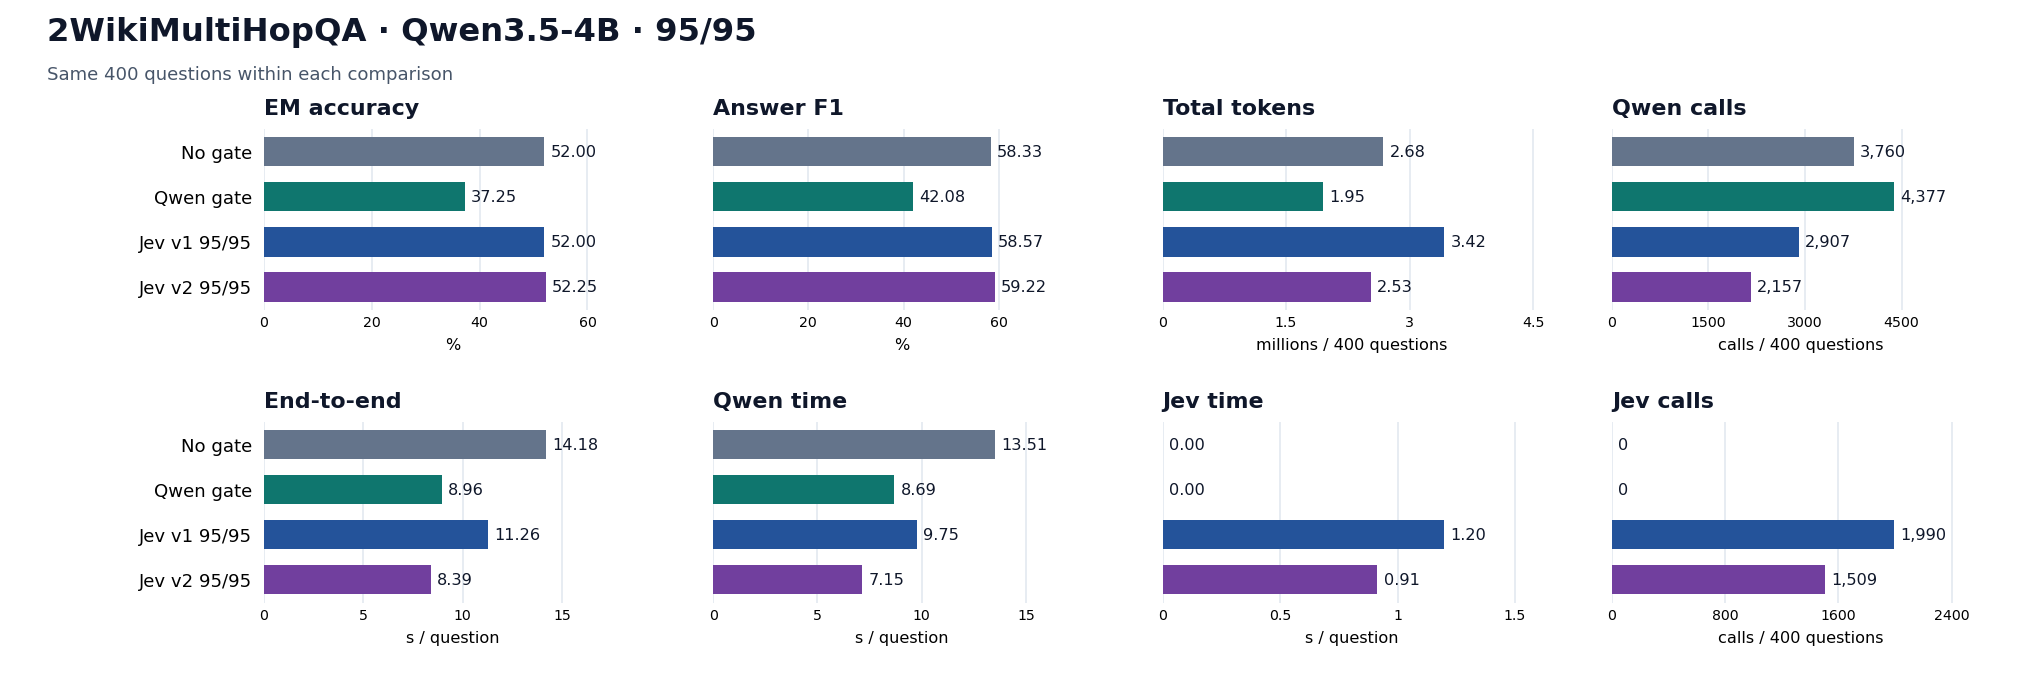 2WikiMultiHopQA · Qwen3.5-4B · 95/95
Same 400 questions within each comparison
EM accuracy
No gate
52.00
Qwen gate
37.25
Jev v1 95/95
52.00
Jev v2 95/95
52.25
0 20 40 60
%
Answer F1
58.33
42.08
58.57
59.22
0 20 40 60
%
Total tokens
2.68
1.95
3.42
2.53
0 1.5 3 4.5
millions / 400 questions
Qwen calls
3,760
4,377
2,907
2,157
0 1500 3000 4500
calls / 400 questions
End-to-end
No gate
14.18
Qwen gate
8.96
Jev v1 95/95
11.26
Jev v2 95/95
8.39
0 5 10 15
s / question
Qwen time
13.51
8.69
9.75
7.15
0 5 10 15
s / question
Jev time
0.00
0.00
1.20
0.91
0 0.5 1 1.5
s / question
Jev calls
0
0
1,990
1,509
0 800 1600 2400
calls / 400 questions